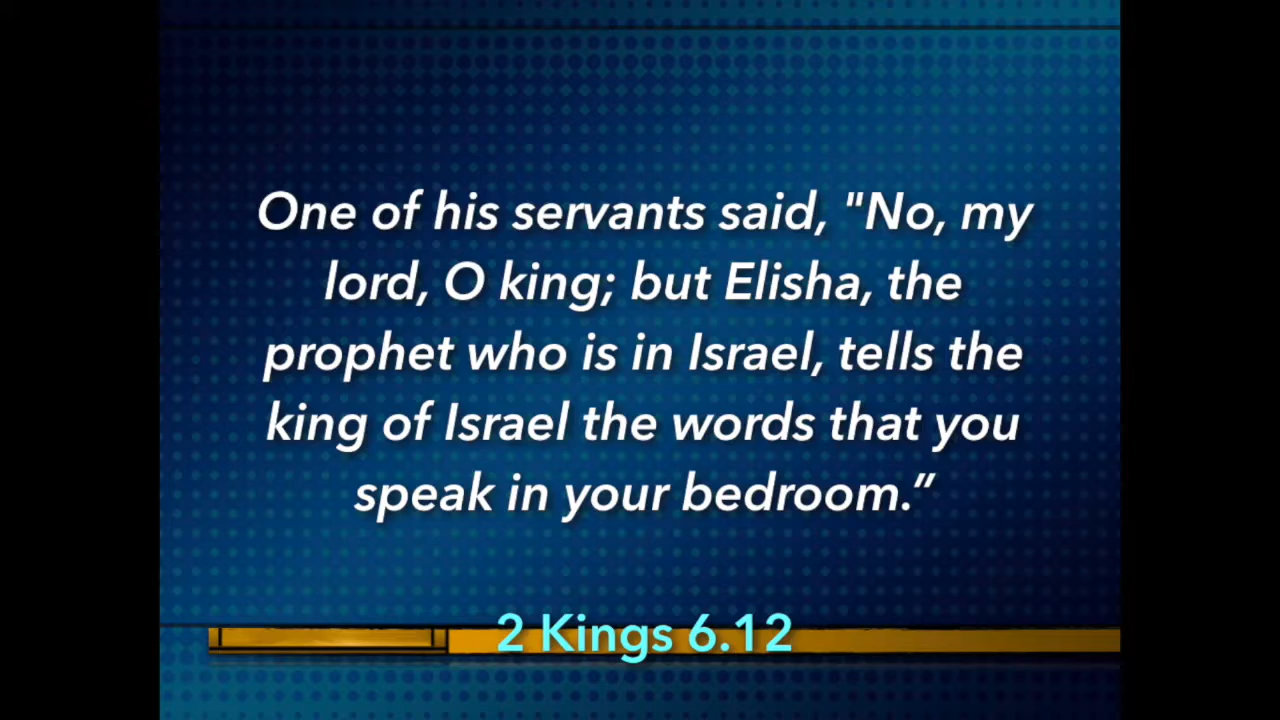 One of his servants said, "No, my
lord, O king; but Elisha, the
prophet who is in Israel, tells the
king of Israel the words that you
speak in your bedroom.”
2 Kings 6.12